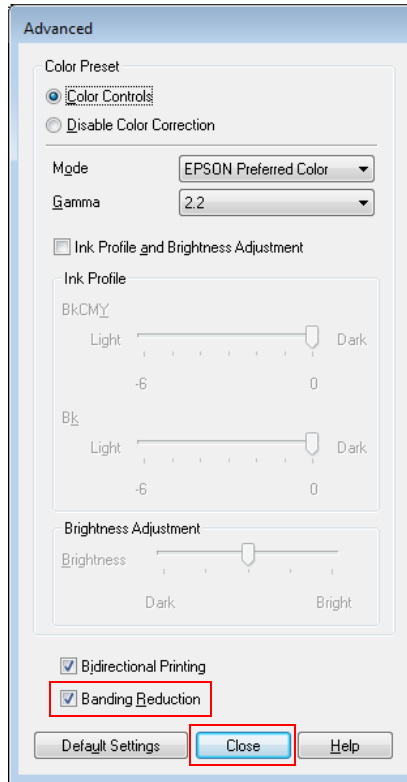 Advanced
Color Preset
Color Controls
Disable Color Correction
Mode EPSON Preferred Color
Gamma 2.2
Ink Profile and Brightness Adjustment
Ink Profile
BkCMY
Light Dark
-6 0
Bk
Light Dark
-6 0
Brightness Adjustment
Brightness
Dark Bright
Bidirectional Printing
Banding Reduction
Default Settings Close Help